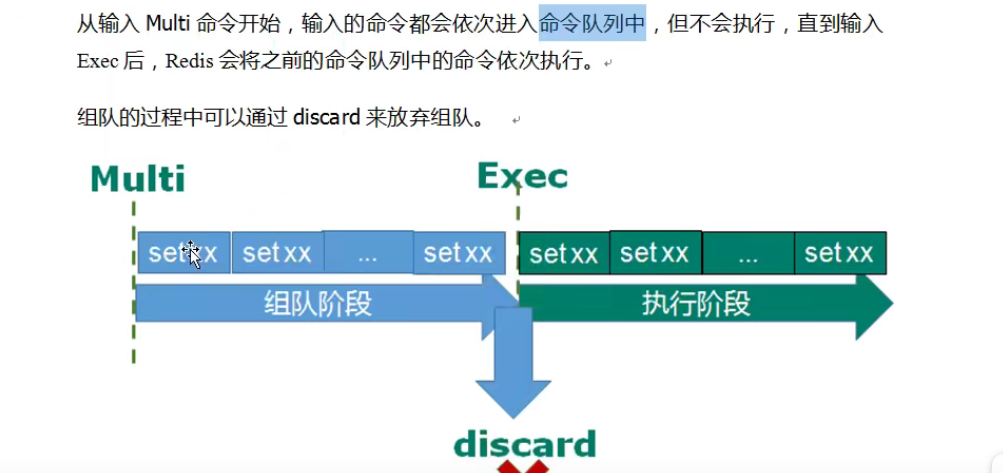 从输入 Multi 命令开始，输入的命令都会依次进入命令队列中，但不会执行，直到输入
Exec 后，Redis 会将之前的命令队列中的命令依次执行。
组队的过程中可以通过 discard 来放弃组队。
Multi
Exec
set xx set xx ... set xx set xx set xx ... set xx
组队阶段 执行阶段
discard